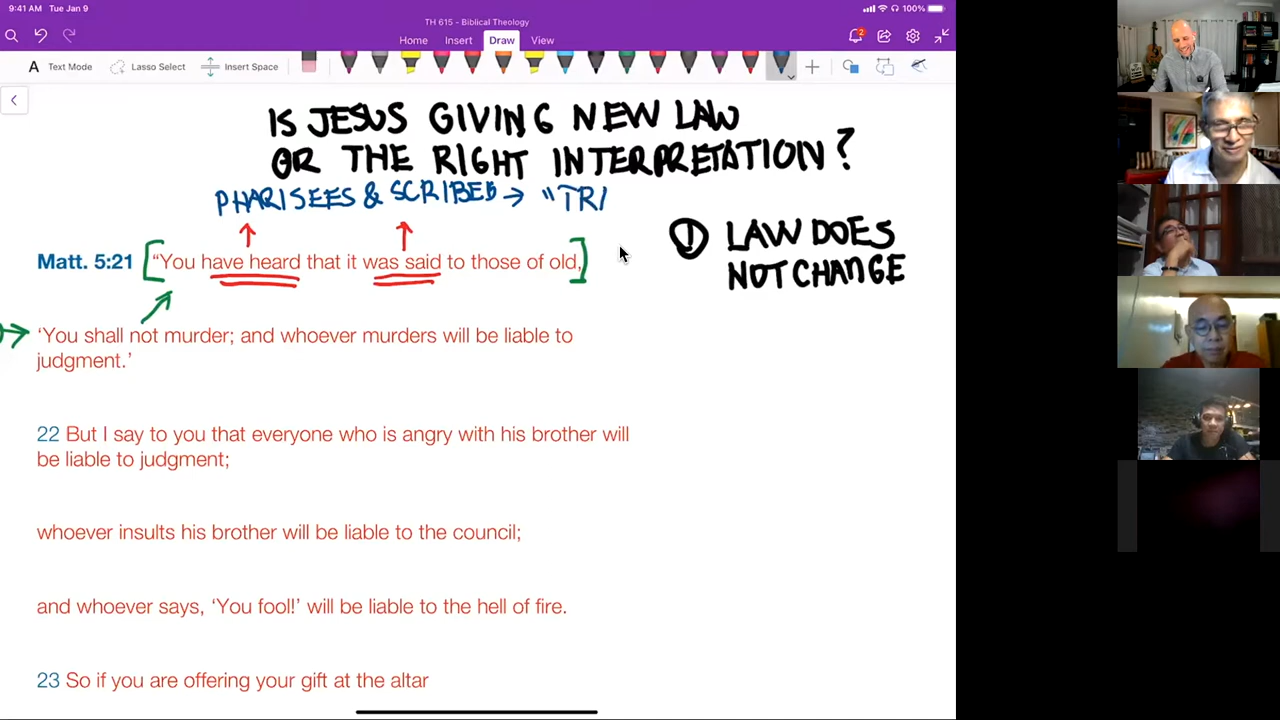 9:41 AM Tue Jan 9
100%
TH 615 - Biblical Theology
Home Insert Draw View
2
A Text Mode Lasso Select Insert Space
IS JESUS GIVING NEW LAW
OR THE RIGHT INTERPRETATION?
PHARISEES & SCRIBES → "TRI
① LAW DOES
NOT CHANGE
Matt. 5:21 ["You have heard that it was said to those of old,]
‘You shall not murder; and whoever murders will be liable to
judgment.’
22 But I say to you that everyone who is angry with his brother will
be liable to judgment;
whoever insults his brother will be liable to the council;
and whoever says, ‘You fool!’ will be liable to the hell of fire.
23 So if you are offering your gift at the altar